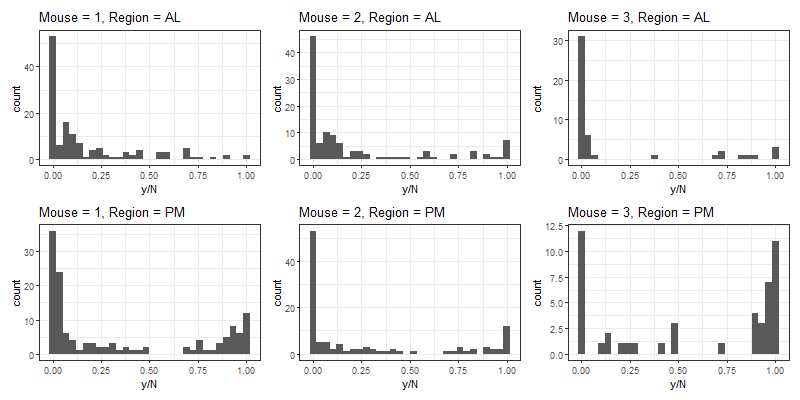 Mouse = 1, Region = AL
count
40
20
0
0.00 0.25 0.50 0.75 1.00
y/N
Mouse = 2, Region = AL
count
40
30
20
10
0
0.00 0.25 0.50 0.75 1.00
y/N
Mouse = 3, Region = AL
count
30
20
10
0
0.00 0.25 0.50 0.75 1.00
y/N
Mouse = 1, Region = PM
count
30
20
10
0
0.00 0.25 0.50 0.75 1.00
y/N
Mouse = 2, Region = PM
count
40
20
0
0.00 0.25 0.50 0.75 1.00
y/N
Mouse = 3, Region = PM
count
12.5
10.0
7.5
5.0
2.5
0.0
0.00 0.25 0.50 0.75 1.00
y/N